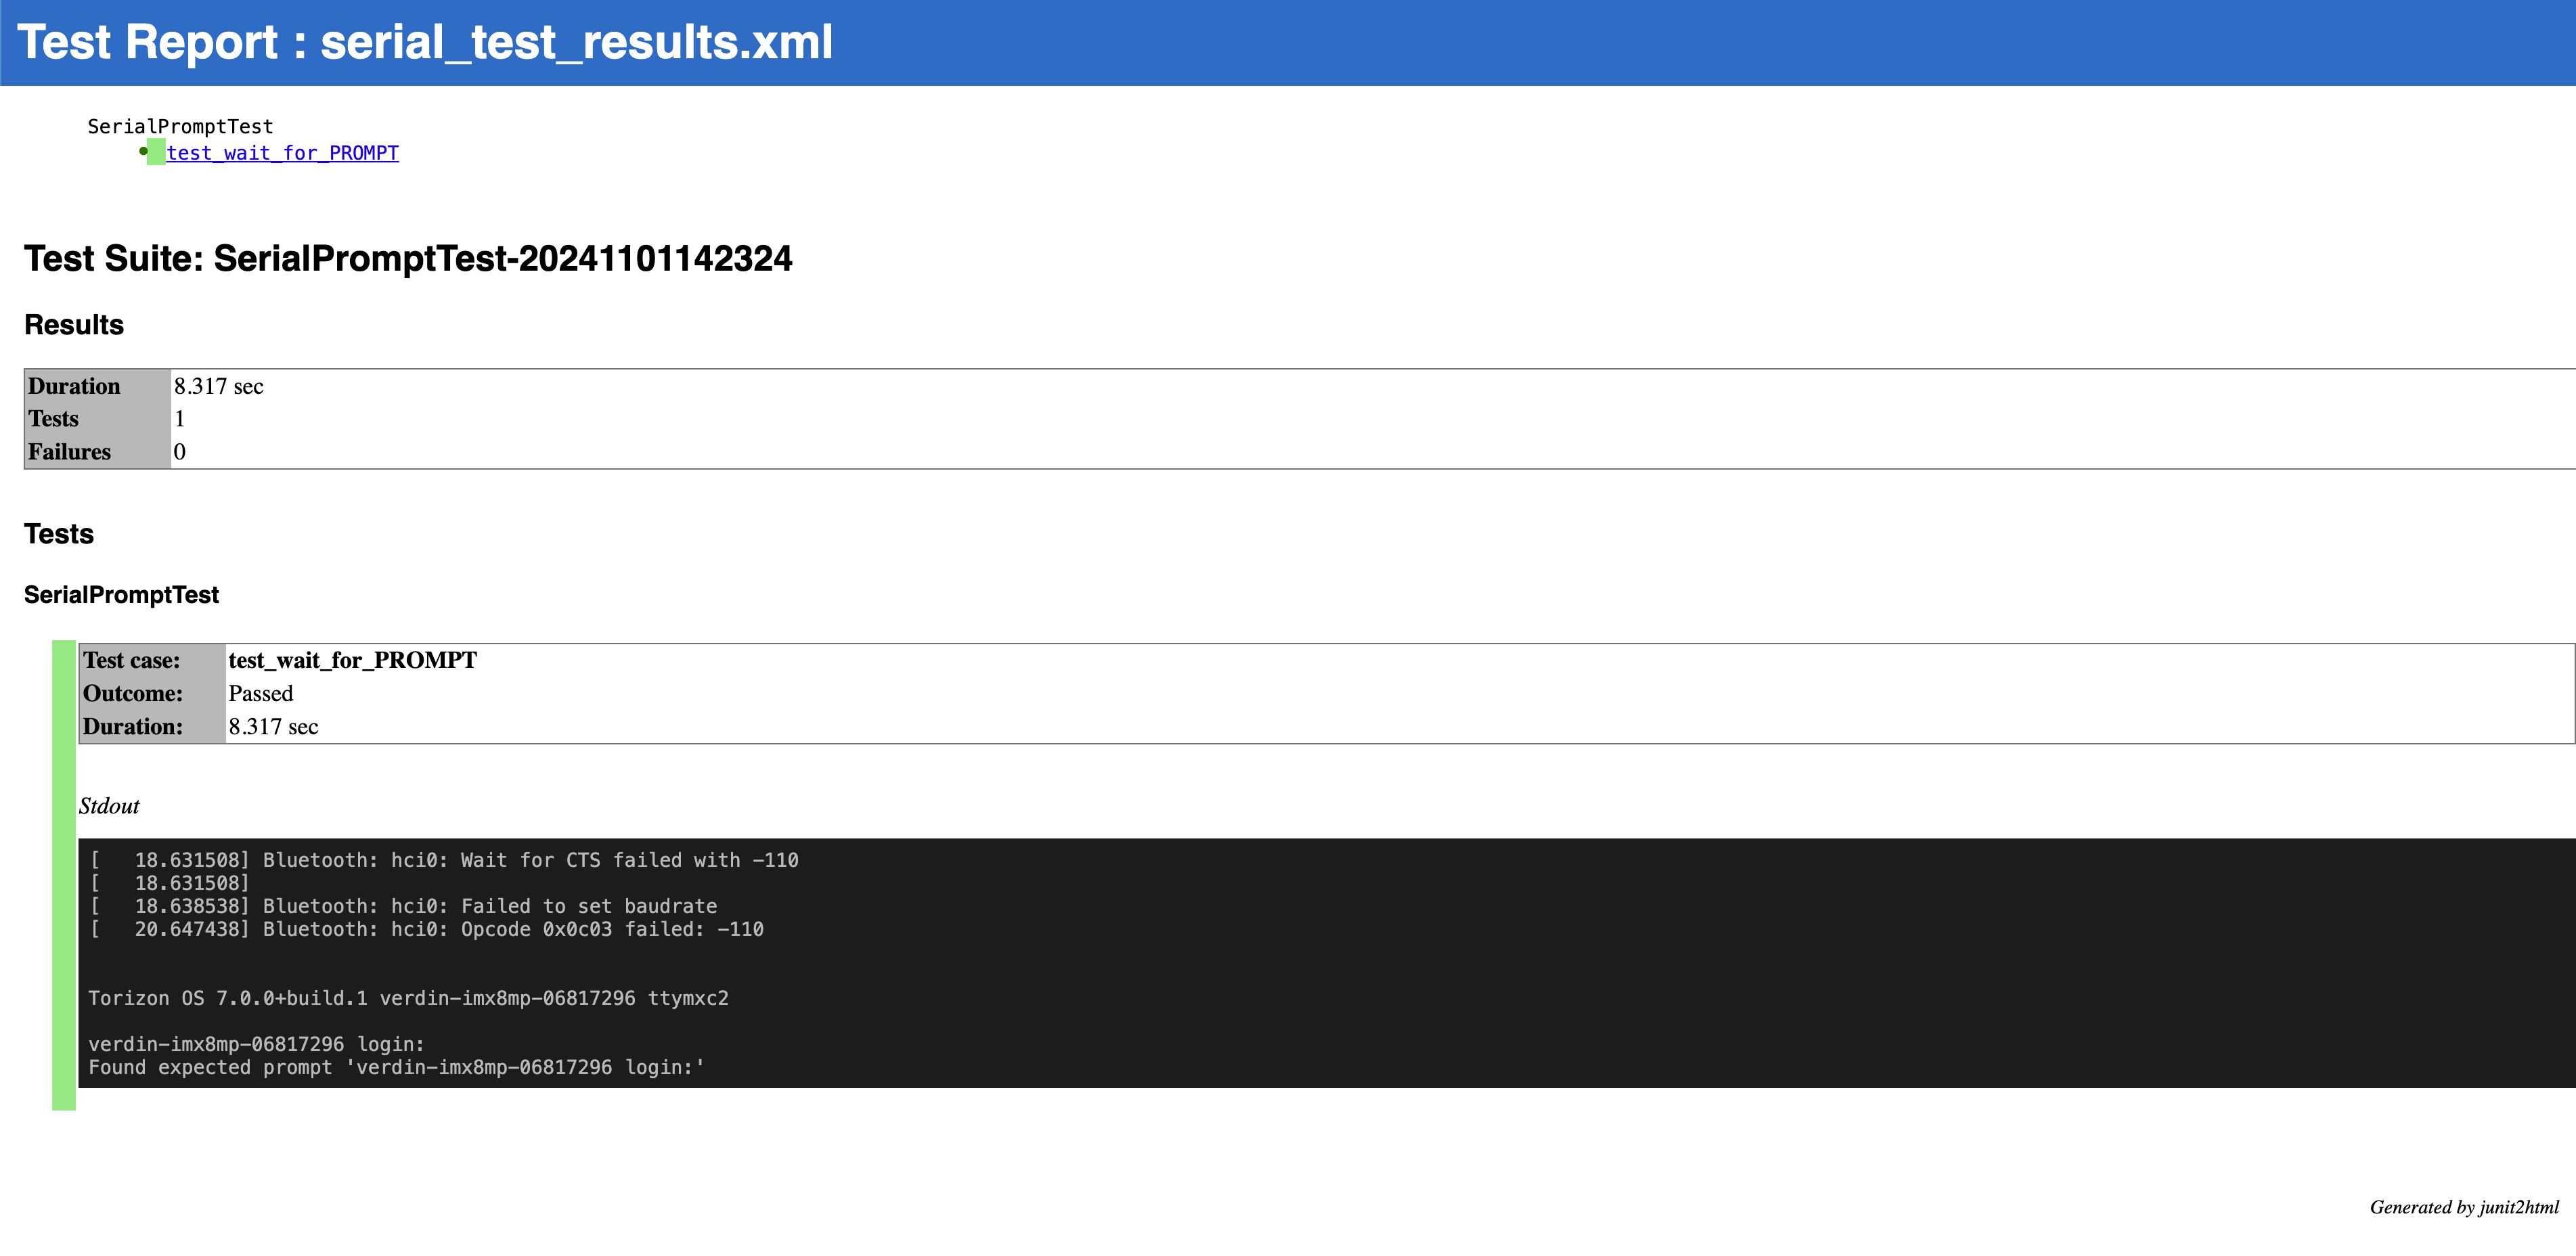 Test Report : serial_test_results.xml
SerialPromptTest
test_wait_for_PROMPT
Test Suite: SerialPromptTest-20241101142324
Results
Duration 8.317 sec
Tests 1
Failures 0
Tests
SerialPromptTest
Test case: test_wait_for_PROMPT
Outcome: Passed
Duration: 8.317 sec
Stdout
[   18.631508] Bluetooth: hci0: Wait for CTS failed with -110
[   18.631508]
[   18.638538] Bluetooth: hci0: Failed to set baudrate
[   20.647438] Bluetooth: hci0: Opcode 0x0c03 failed: -110
Torizon OS 7.0.0+build.1 verdin-imx8mp-06817296 ttymxc2
verdin-imx8mp-06817296 login:
Found expected prompt 'verdin-imx8mp-06817296 login:'
Generated by junit2html